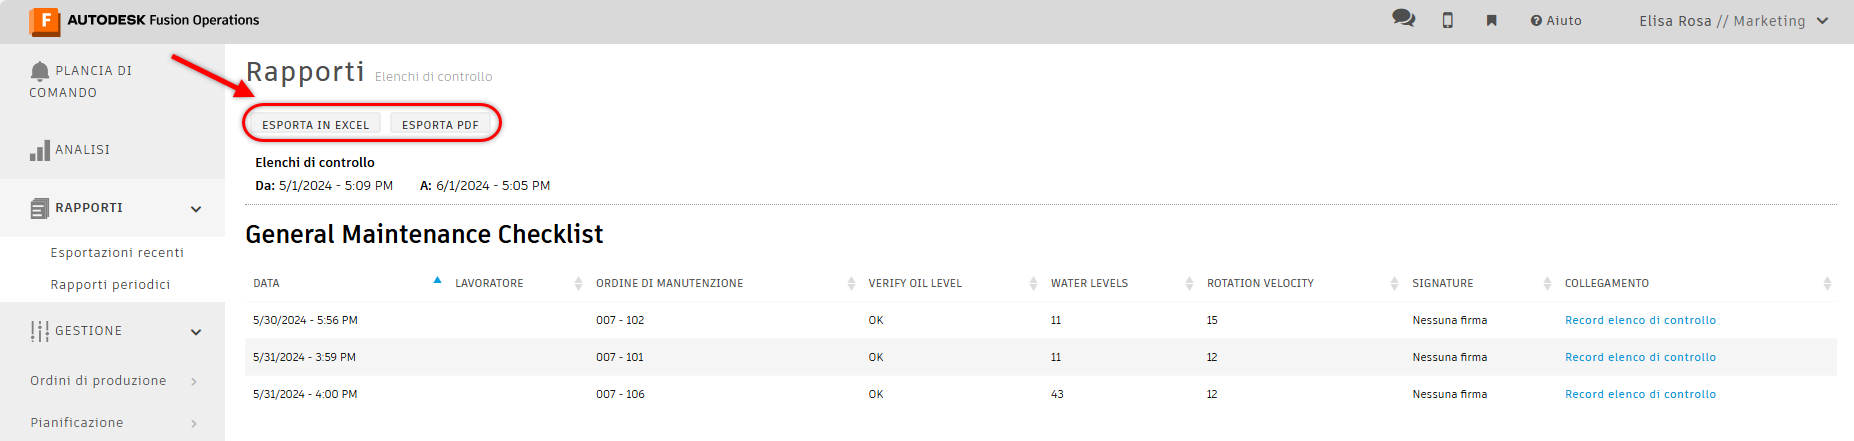 AUTODESK Fusion Operations
Aiuto
Elisa Rosa // Marketing
PLANCIA DI
COMANDO
ANALISI
RAPPORTI
Esportazioni recenti
Rapporti periodici
GESTIONE
Ordini di produzione
Pianificazione
Rapporti Elenchi di controllo
ESPORTA IN EXCEL ESPORTA PDF
Elenchi di controllo
Da: 5/1/2024 - 5:09 PM A: 6/1/2024 - 5:05 PM
General Maintenance Checklist
DATA LAVORATORE ORDINE DI MANUTENZIONE VERIFY OIL LEVEL WATER LEVELS ROTATION VELOCITY SIGNATURE COLLEGAMENTO
5/30/2024 - 5:56 PM 007 - 102 OK 11 15 Nessuna firma Record elenco di controllo
5/31/2024 - 3:59 PM 007 - 101 OK 11 12 Nessuna firma Record elenco di controllo
5/31/2024 - 4:00 PM 007 - 106 OK 43 12 Nessuna firma Record elenco di controllo